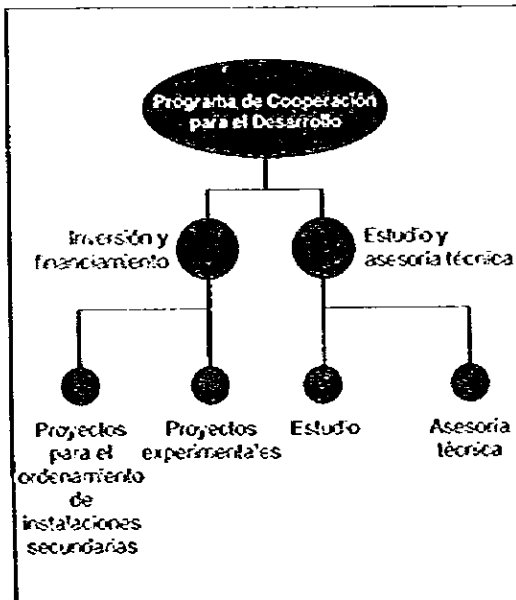 Programa de Cooperación
para el Desarrollo
Inversión y
financiamiento
Estudio y
asesoría técnica
Proyectos
para el
ordenamiento
de
instalaciones
secundarias
Proyectos
experimentales
Estudio
Asesoría
técnica